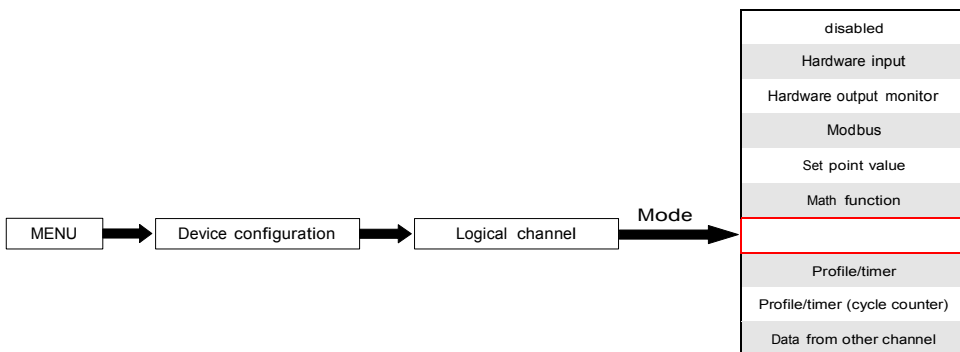 disabled
Hardware input
Hardware output monitor
Modbus
Set point value
Math function
Mode
MENU
Device configuration
Logical channel
Profile/timer
Profile/timer (cycle counter)
Data from other channel